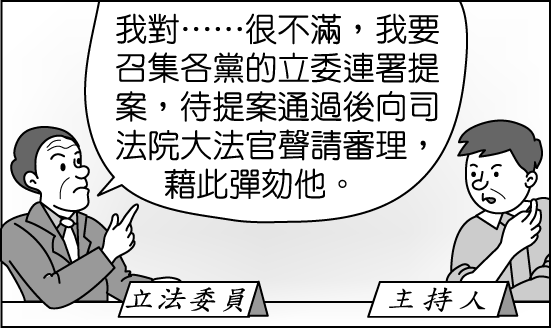 我對……很不滿，我要
召集各黨的立委連署提
案，待提案通過後向司
法院大法官聲請審理，
藉此彈劾他。
立法委員
主持人